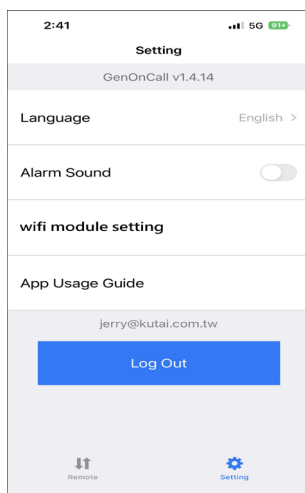 2:41
5G 91+
Setting
GenOnCall v1.4.14
Language
English >
Alarm Sound
wifi module setting
App Usage Guide
jerry@kutai.com.tw
Log Out
Remote
Setting